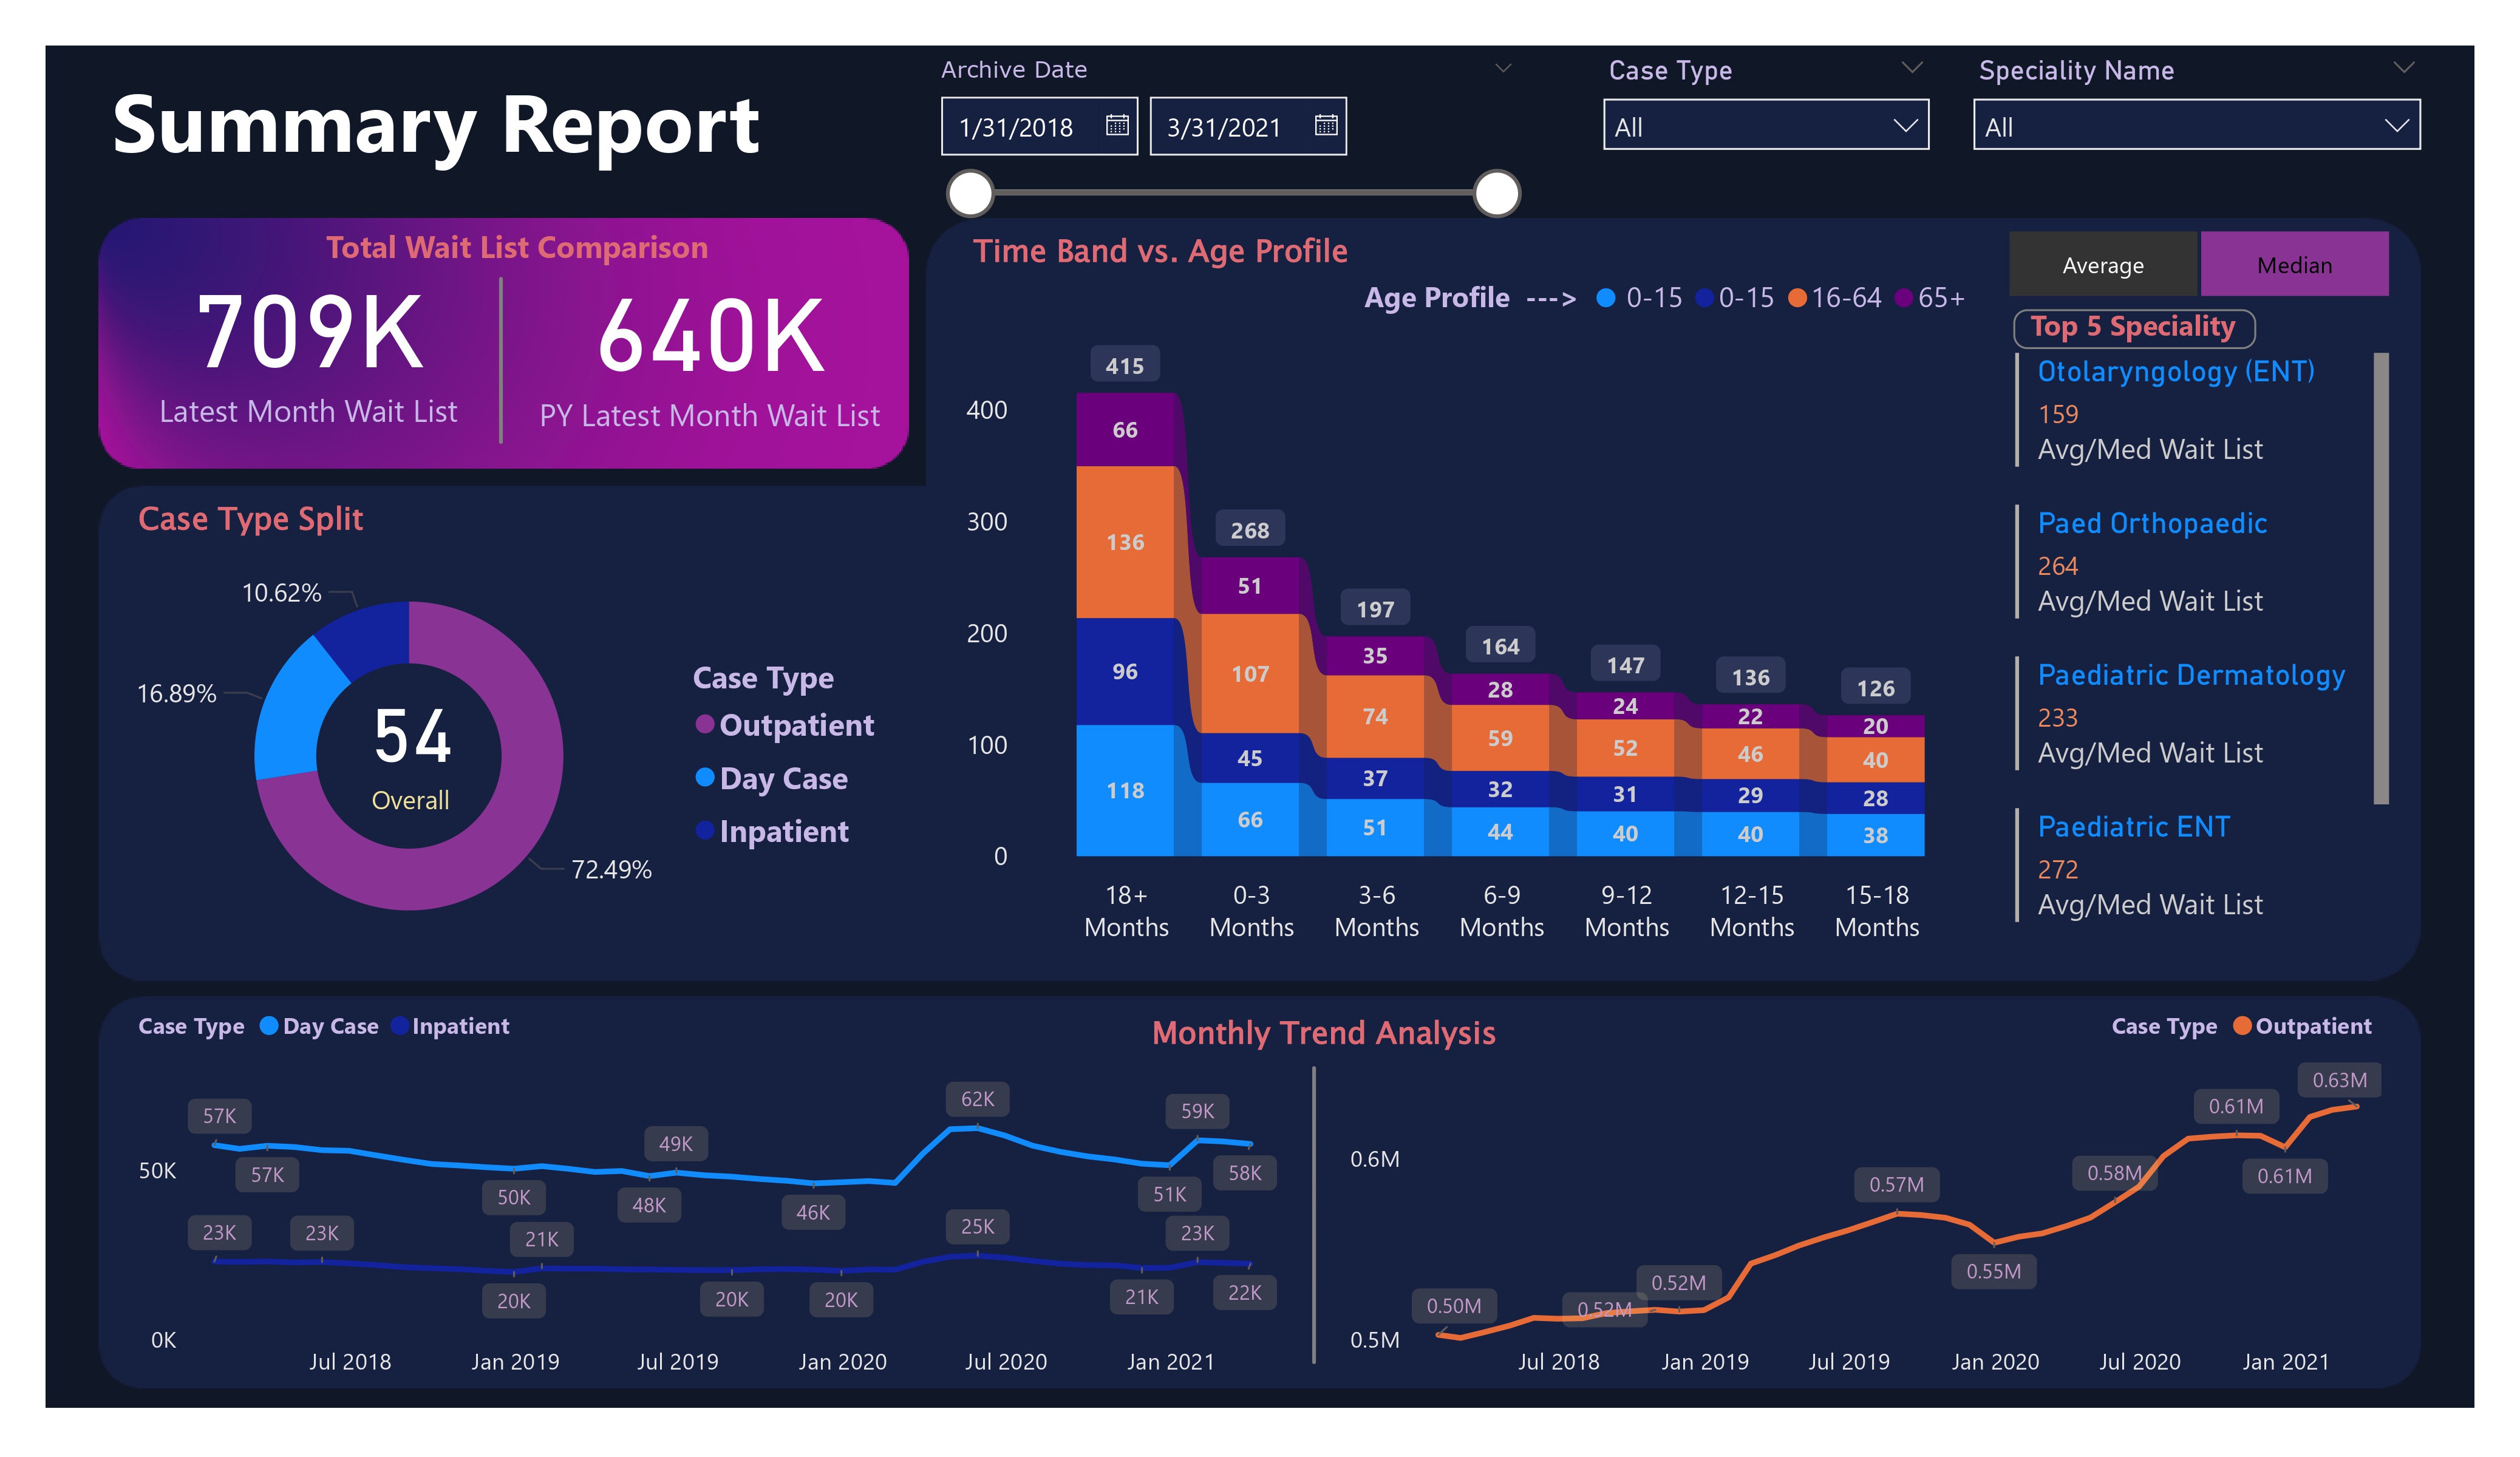 Summary Report
Archive Date
1/31/2018
3/31/2021
Case Type
All
Speciality Name
All
Total Wait List Comparison
709K
Latest Month Wait List
640K
PY Latest Month Wait List
Case Type Split
10.62%
16.89%
72.49%
54
Overall
Case Type
Outpatient
Day Case
Inpatient
Time Band vs. Age Profile
Age Profile ---> 0-15 0-15 16-64 65+
400
300
200
100
0
415
66
136
96
118
268
51
107
45
66
197
35
74
37
51
164
28
59
32
44
147
24
52
31
40
136
22
46
29
40
126
20
40
28
38
18+
Months
0-3
Months
3-6
Months
6-9
Months
9-12
Months
12-15
Months
15-18
Months
Average
Median
Top 5 Speciality
Otolaryngology (ENT)
159
Avg/Med Wait List
Paed Orthopaedic
264
Avg/Med Wait List
Paediatric Dermatology
233
Avg/Med Wait List
Paediatric ENT
272
Avg/Med Wait List
Monthly Trend Analysis
Case Type Day Case Inpatient
50K
0K
57K
57K
50K
48K
49K
46K
62K
51K
59K
58K
23K
23K
20K
21K
20K
20K
25K
21K
23K
22K
Jul 2018
Jan 2019
Jul 2019
Jan 2020
Jul 2020
Jan 2021
Case Type Outpatient
0.6M
0.5M
0.50M
0.52M
0.52M
0.57M
0.55M
0.58M
0.61M
0.61M
0.63M
Jul 2018
Jan 2019
Jul 2019
Jan 2020
Jul 2020
Jan 2021